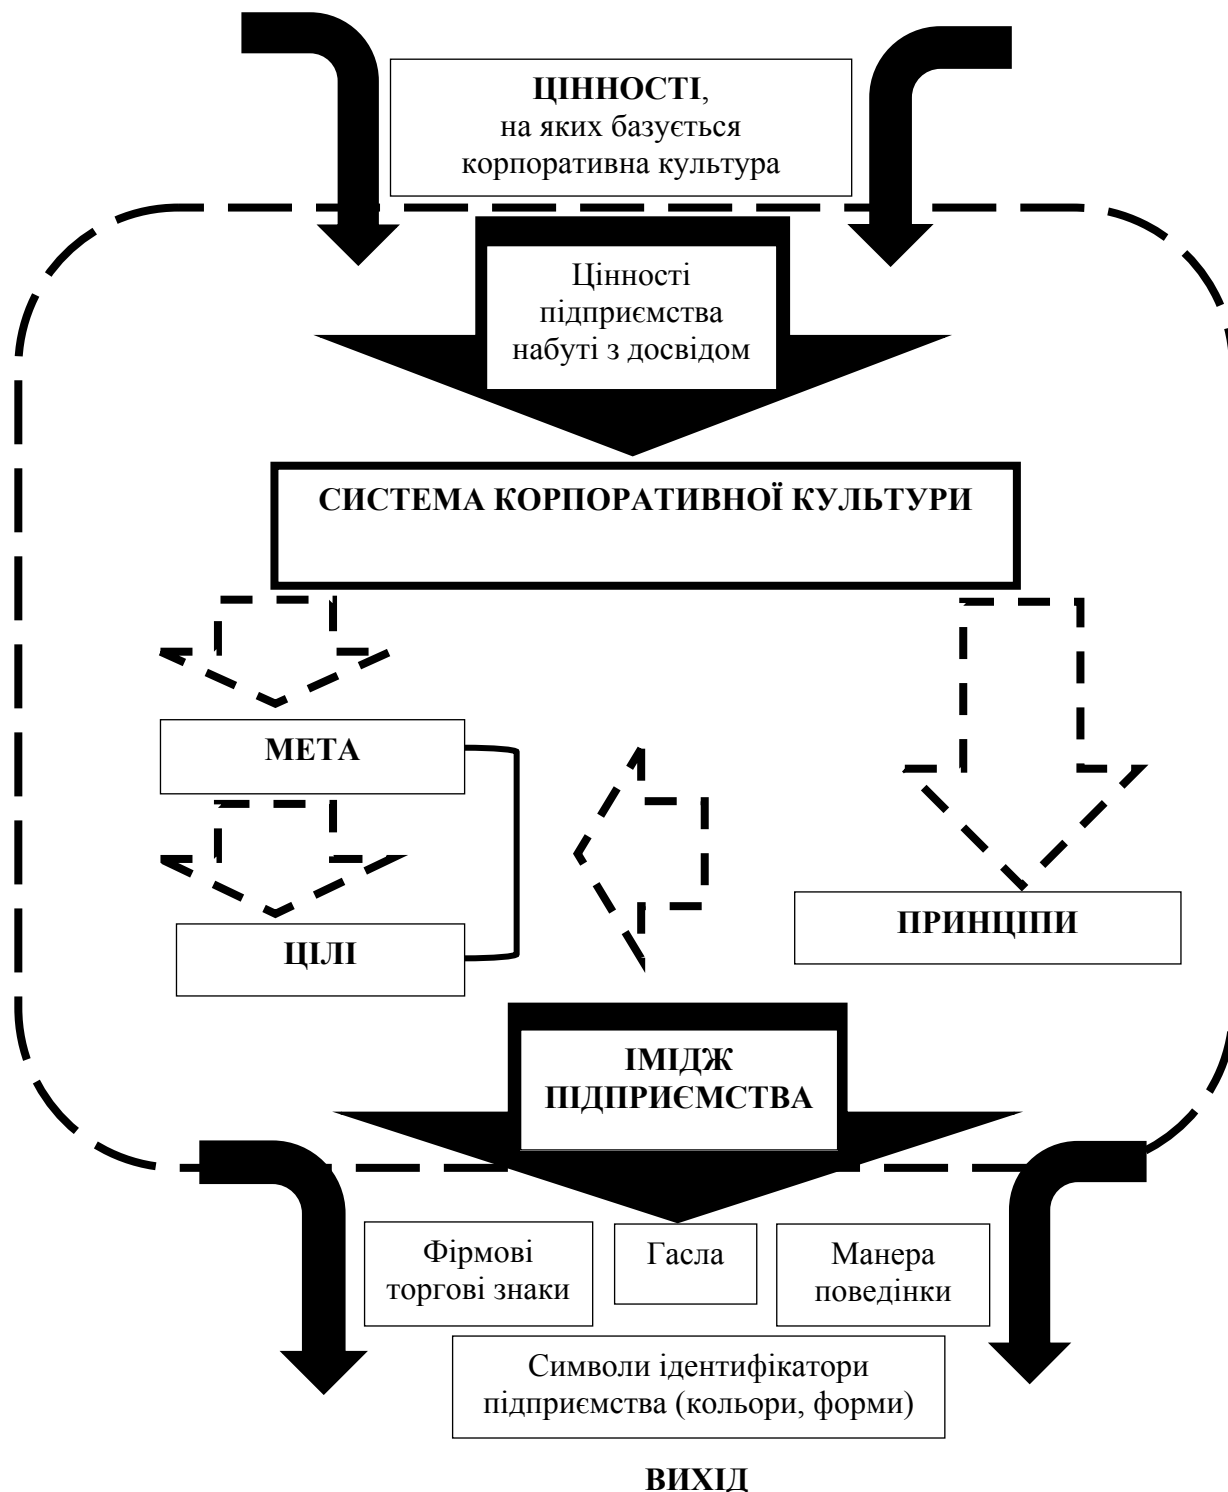 ЦІННОСТІ,
на яких базується
корпоративна культура
Цінності
підприємства
набуті з досвідом
СИСТЕМА КОРПОРАТИВНОЇ КУЛЬТУРИ
МЕТА
ЦІЛІ
ПРИНЦІПИ
ІМІДЖ
ПІДПРИЄМСТВА
Фірмові
торгові знаки
Гасла
Манера
поведінки
Символи ідентифікатори
підприємства (кольори, форми)
ВИХІД